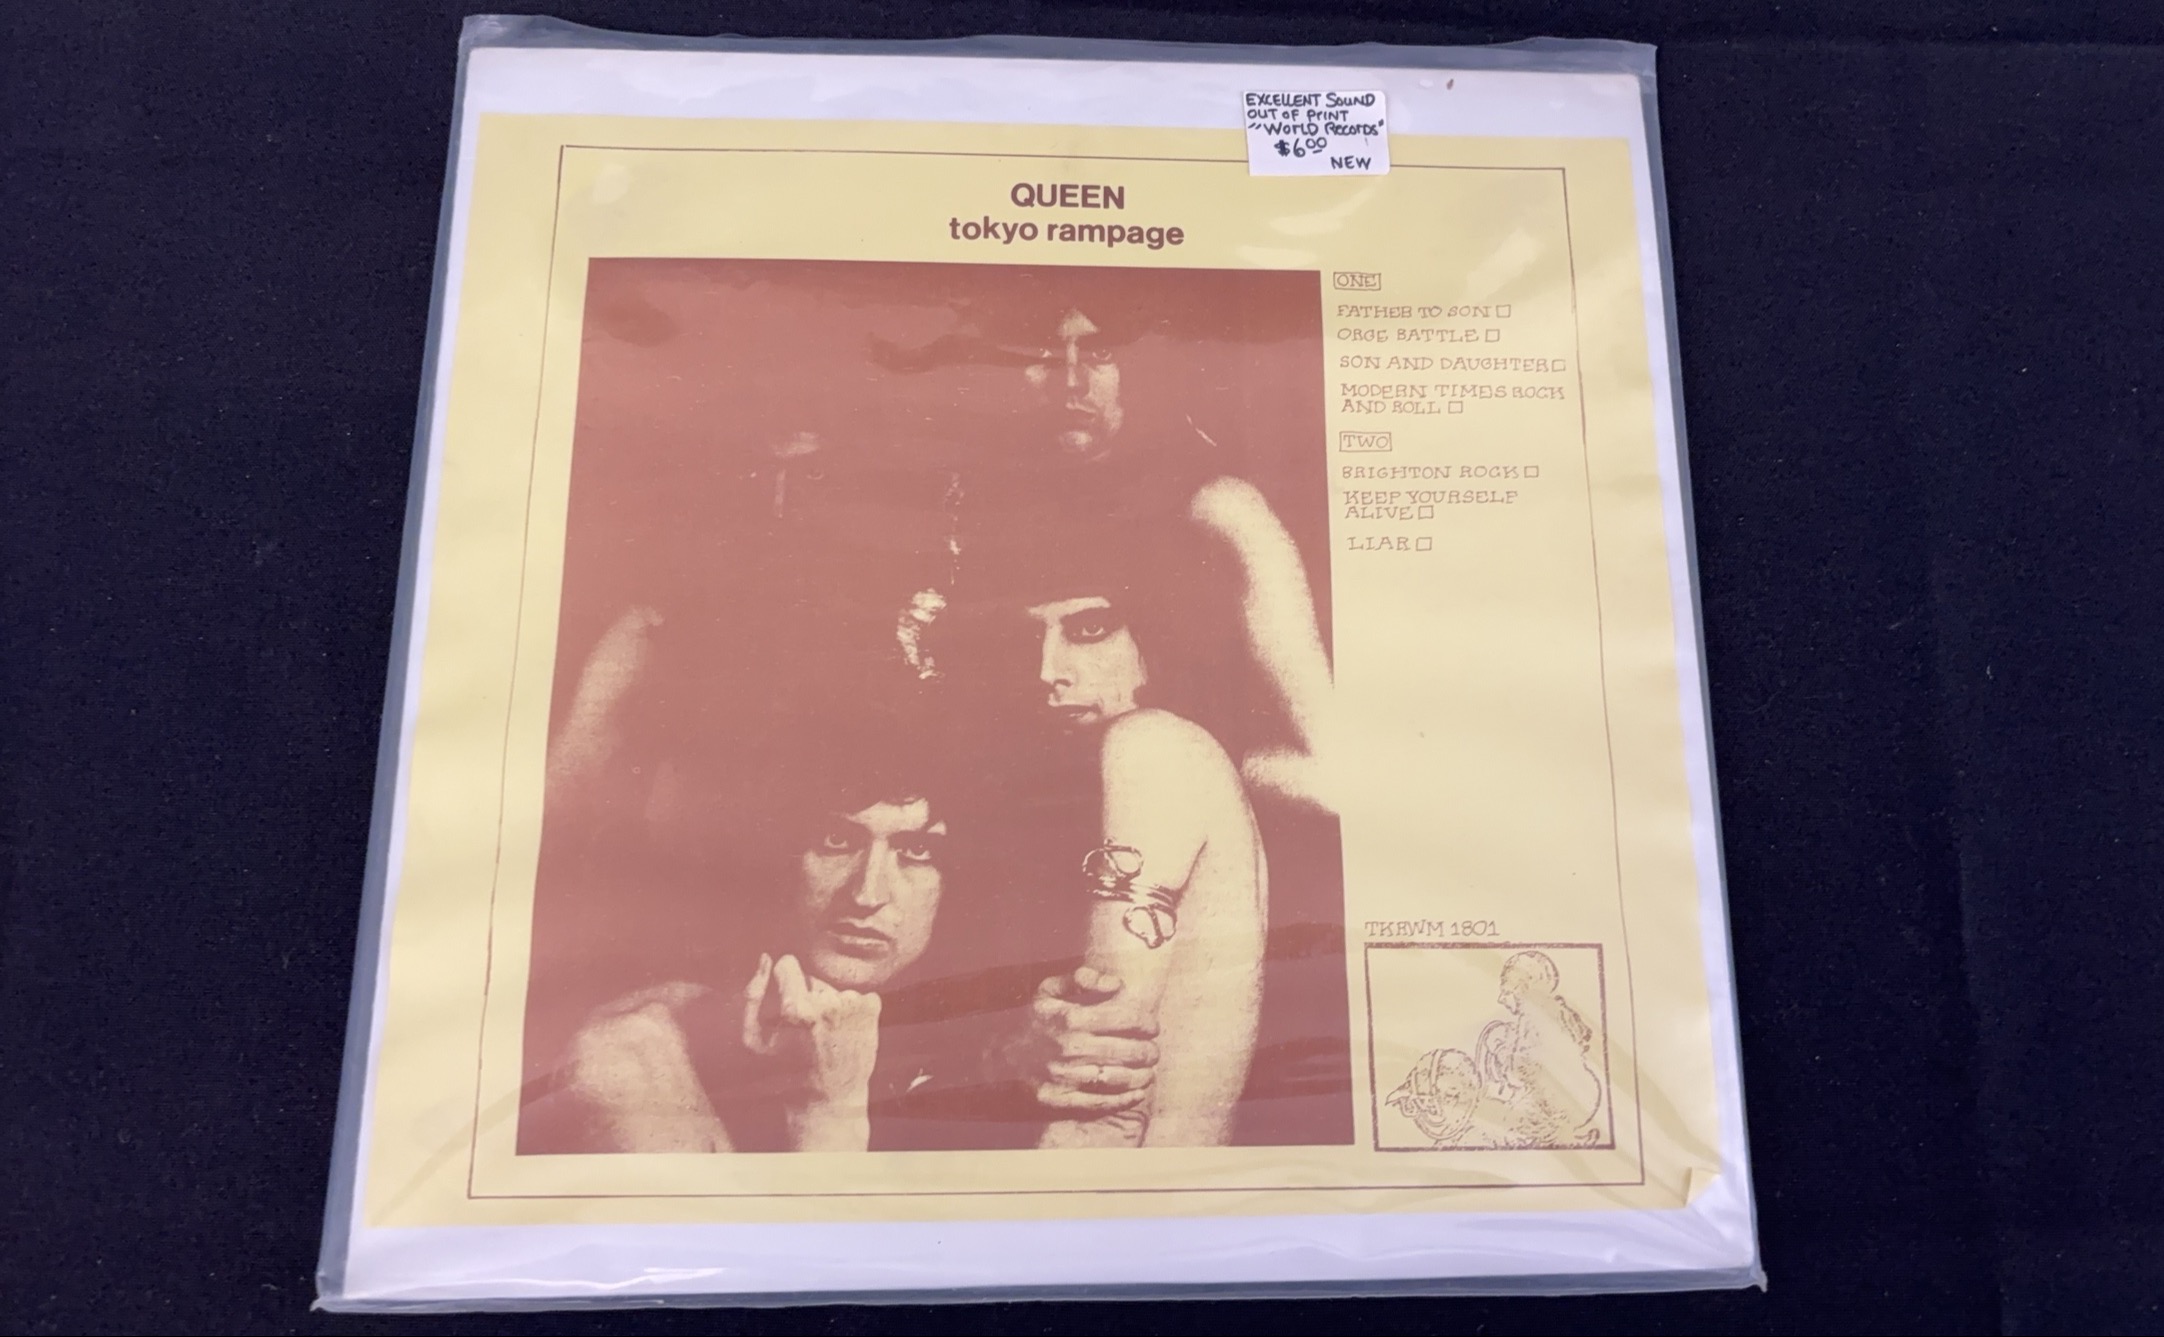 EXCELLENT SOUND
OUT OF PRINT
"WORLD RECORDS"
$6.00
NEW
QUEEN
tokyo rampage
ONE
FATHER TO SON
ORGE BATTLE
SON AND DAUGHTER
MODERN TIMES ROCK
AND ROLL
TWO
BRIGHTON ROCK
KEEP YOURSELF
ALIVE
LIAR
TKRWM 1801